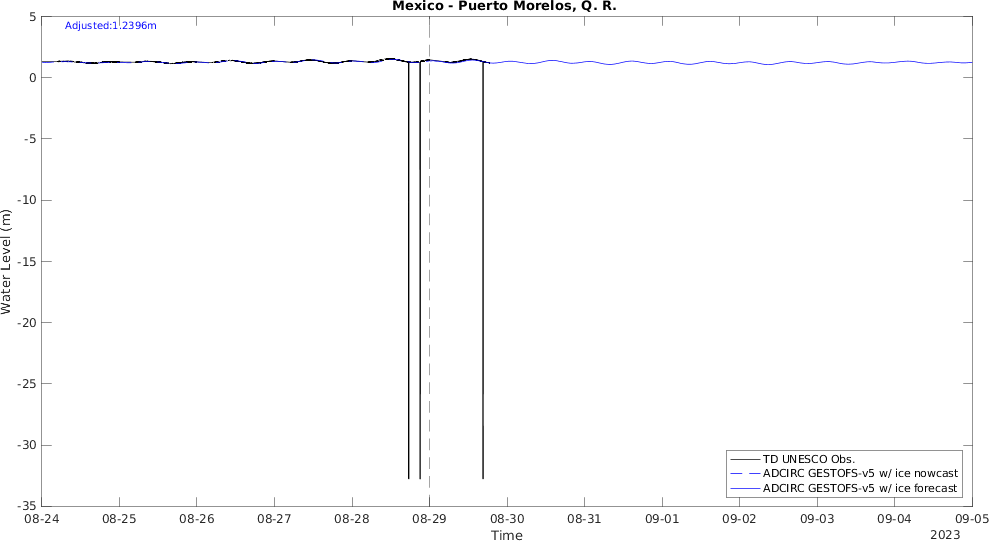 Mexico - Puerto Morelos, Q. R.
Adjusted:1.2396m
5
0
-5
-10
-15
-20
-25
-30
-35
Water Level (m)
08-24 08-25 08-26 08-27 08-28 08-29 08-30 08-31 09-01 09-02 09-03 09-04 09-05
Time
2023
TD UNESCO Obs.
ADCIRC GESTOFS-v5 w/ ice nowcast
ADCIRC GESTOFS-v5 w/ ice forecast